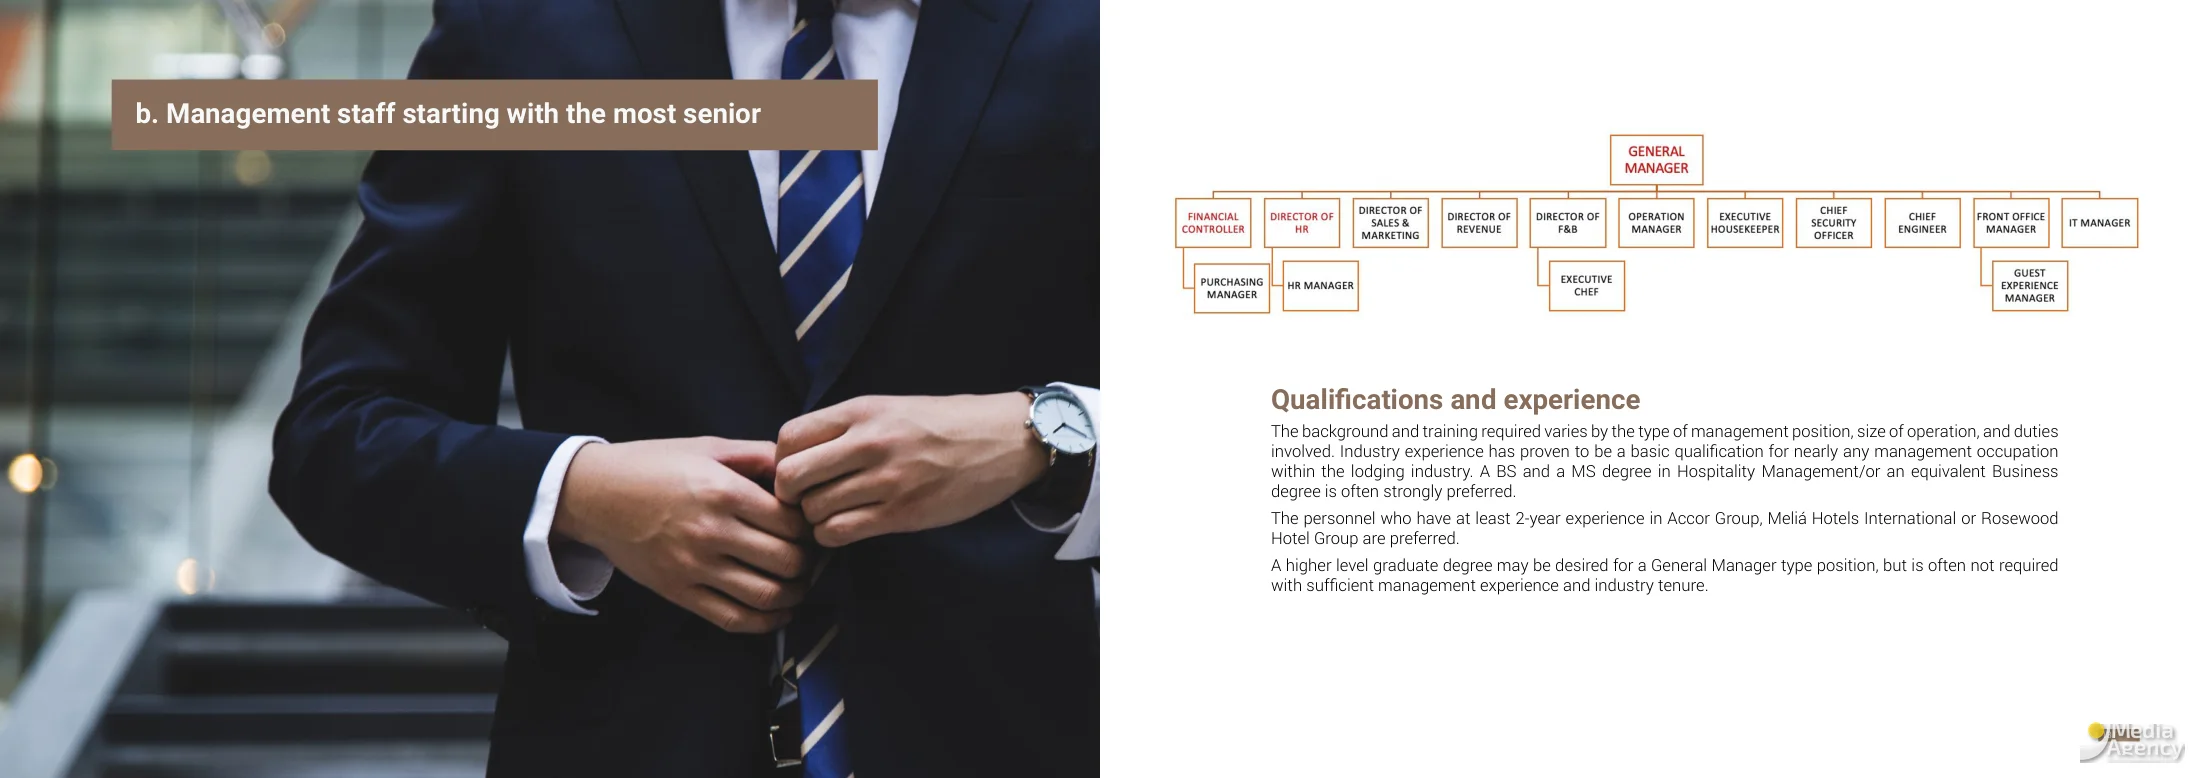 b. Management staff starting with the most senior
GENERAL
MANAGER
FINANCIAL
CONTROLLER
DIRECTOR OF
HR
DIRECTOR OF
SALES &
MARKETING
DIRECTOR OF
REVENUE
DIRECTOR OF
F&B
OPERATION
MANAGER
EXECUTIVE
HOUSEKEEPER
CHIEF
SECURITY
OFFICER
CHIEF
ENGINEER
FRONT OFFICE
MANAGER
IT MANAGER
PURCHASING
MANAGER
HR MANAGER
EXECUTIVE
CHEF
GUEST
EXPERIENCE
MANAGER
Qualifications and experience
The background and training required varies by the type of management position, size of operation, and duties
involved. Industry experience has proven to be a basic qualification for nearly any management occupation
within the lodging industry. A BS and a MS degree in Hospitality Management/or an equivalent Business
degree is often strongly preferred.
The personnel who have at least 2-year experience in Accor Group, Meliá Hotels International or Rosewood
Hotel Group are preferred.
A higher level graduate degree may be desired for a General Manager type position, but is often not required
with sufficient management experience and industry tenure.
Media
Agency